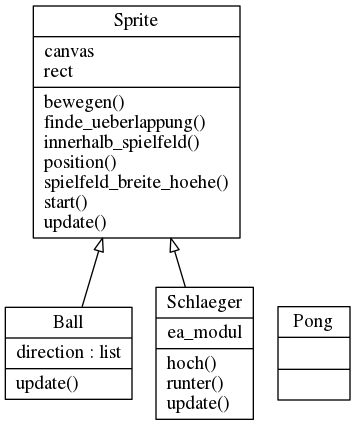 Sprite
canvas
rect
bewegen()
finde_ueberlappung()
innerhalb_spielfeld()
position()
spielfeld_breite_hoehe()
start()
update()
Ball
direction : list
update()
Schlaeger
ea_modul
hoch()
runter()
update()
Pong